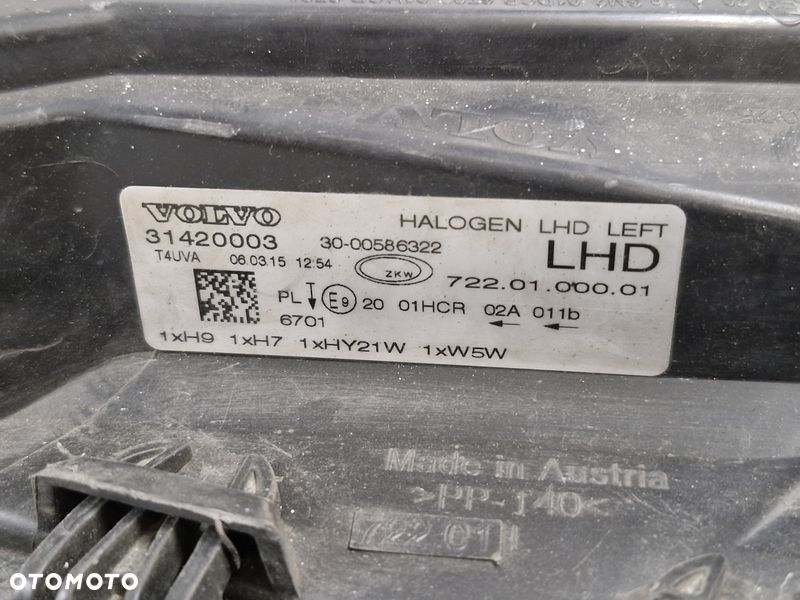 VOLVO
HALOGEN LHD LEFT
31420003
30-00586322
LHD
T4UVA 06.03.15 12:54
ZKW
722.01.000.01
PL E9 20 01HCR 02A 011b
6701
1xH9 1xH7 1xHY21W 1xW5W
Made in Austria
>PP-T40<
722 01
OTOMOTO